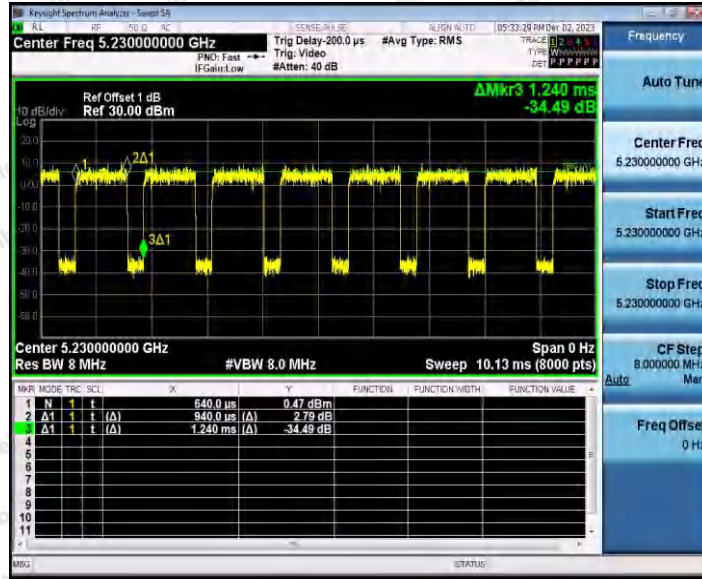 Keysight Spectrum Analyzer - Swept SA
RL RF 50 Ω AC SENSE:PULSE ALIGN AUTO 05:33:29 PM Dec 02, 2023
Center Freq 5.230000000 GHz
PNO: Fast
IFGain:Low
Trig Delay-200.0 µs
Trig: Video
#Atten: 40 dB
#Avg Type: RMS
TRACE 1 2 3 4 5 6
TYPE W
DET P P P P P P
ΔMkr3 1.240 ms
-34.49 dB
Ref Offset 1 dB
10 dB/div Ref 30.00 dBm
Log
20.0
10.0
0.00
-10.0
-20.0
-30.0
-40.0
-50.0
-60.0
1
2Δ1
3Δ1
Center 5.230000000 GHz Span 0 Hz
Res BW 8 MHz #VBW 8.0 MHz Sweep 10.13 ms (8000 pts)
MKR MODE TRC SCL X Y FUNCTION FUNCTION WIDTH FUNCTION VALUE
1 N 1 t 640.0 µs 0.47 dBm
2 Δ1 1 t (Δ) 940.0 µs (Δ) 2.79 dB
3 Δ1 1 t (Δ) 1.240 ms (Δ) -34.49 dB
4
5
6
7
8
9
10
11
MSG STATUS
Frequency
Auto Tune
Center Freq
5.230000000 GHz
Start Freq
5.230000000 GHz
Stop Freq
5.230000000 GHz
CF Step
8.000000 MHz
Auto Man
Freq Offset
0 Hz